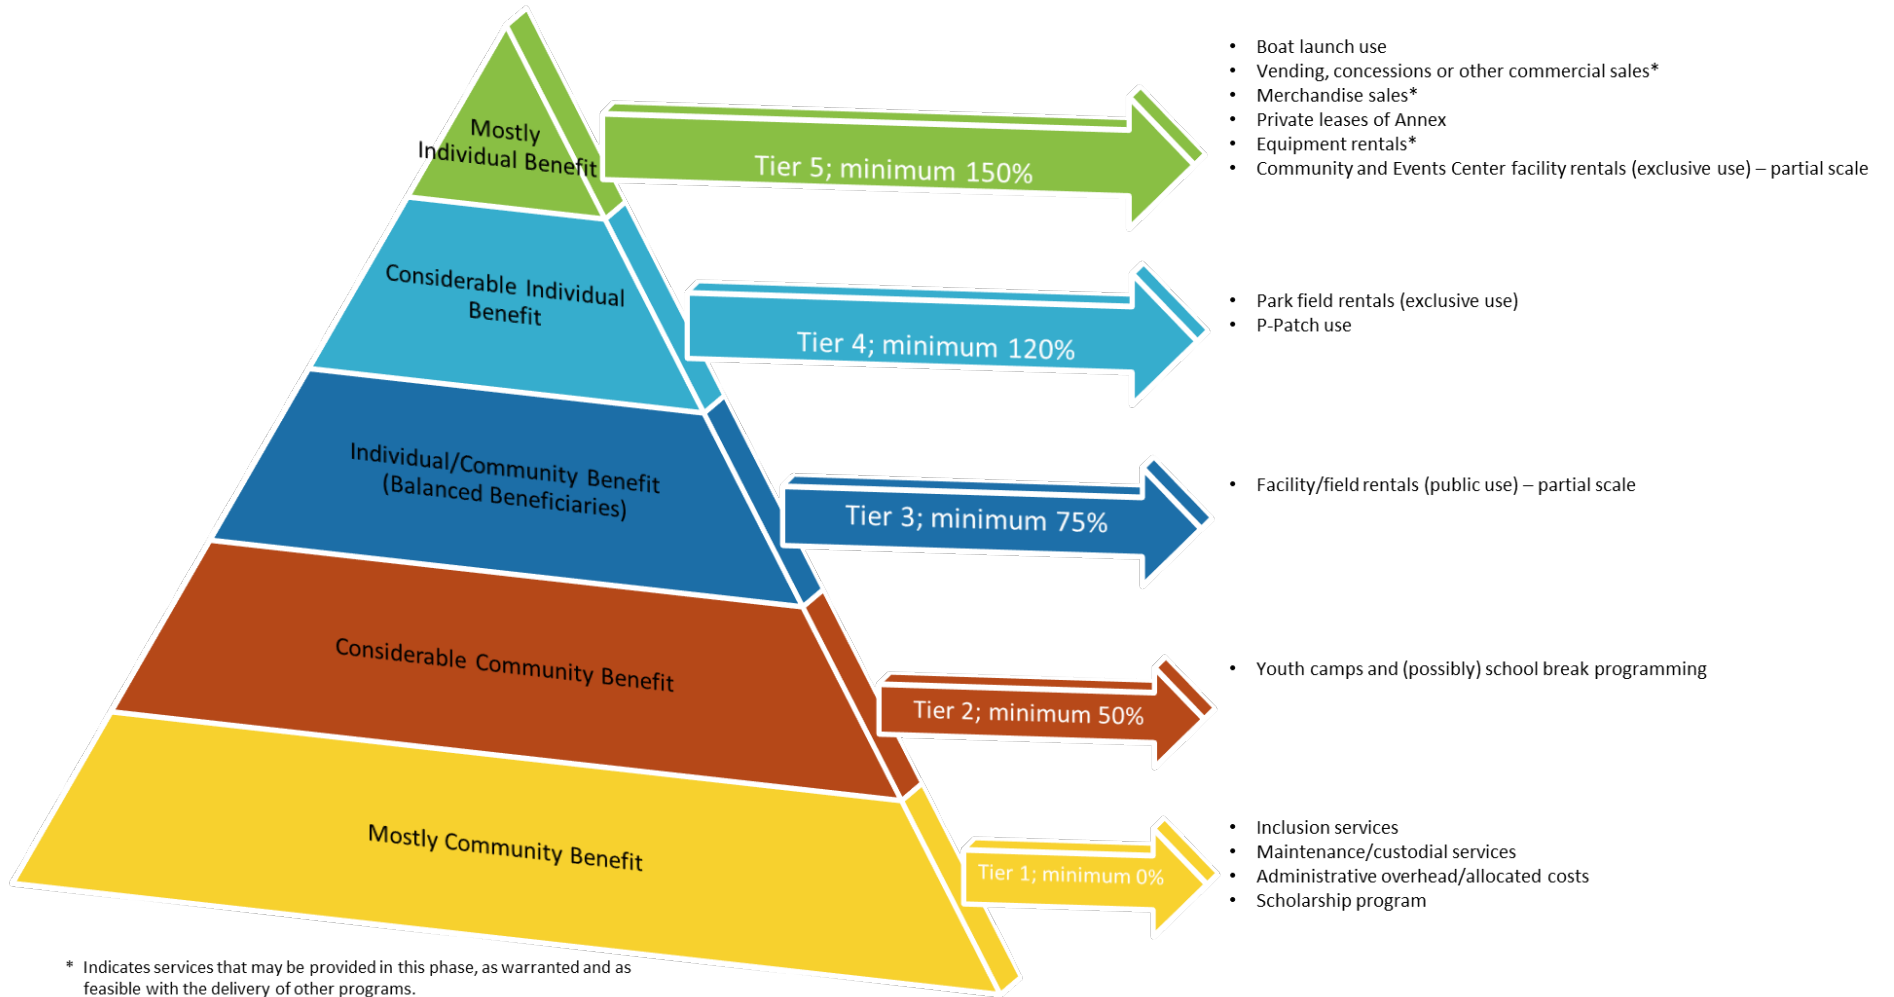 Mostly
Individual Benefit
Tier 5; minimum 150%
• Boat launch use
• Vending, concessions or other commercial sales*
• Merchandise sales*
• Private leases of Annex
• Equipment rentals*
• Community and Events Center facility rentals (exclusive use) – partial scale
Considerable Individual
Benefit
Tier 4; minimum 120%
• Park field rentals (exclusive use)
• P-Patch use
Individual/Community Benefit
(Balanced Beneficiaries)
Tier 3; minimum 75%
• Facility/field rentals (public use) – partial scale
Considerable Community Benefit
Tier 2; minimum 50%
• Youth camps and (possibly) school break programming
Mostly Community Benefit
Tier 1; minimum 0%
• Inclusion services
• Maintenance/custodial services
• Administrative overhead/allocated costs
• Scholarship program
* Indicates services that may be provided in this phase, as warranted and as
feasible with the delivery of other programs.